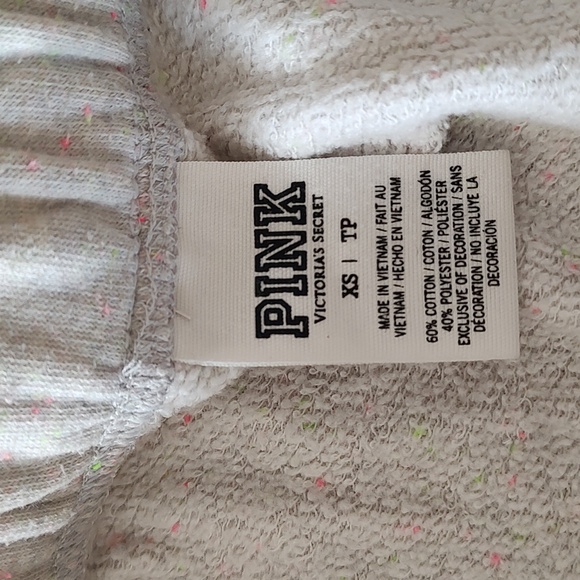 PINK
VICTORIA'S SECRET
XS | TP
MADE IN VIETNAM / FAIT AU
VIETNAM / HECHO EN VIETNAM
60% COTTON / COTON / ALGODÓN
40% POLYESTER / POLIÉSTER
EXCLUSIVE OF DECORATION / SANS
DÉCORATION / NO INCLUYE LA
DECORACIÓN